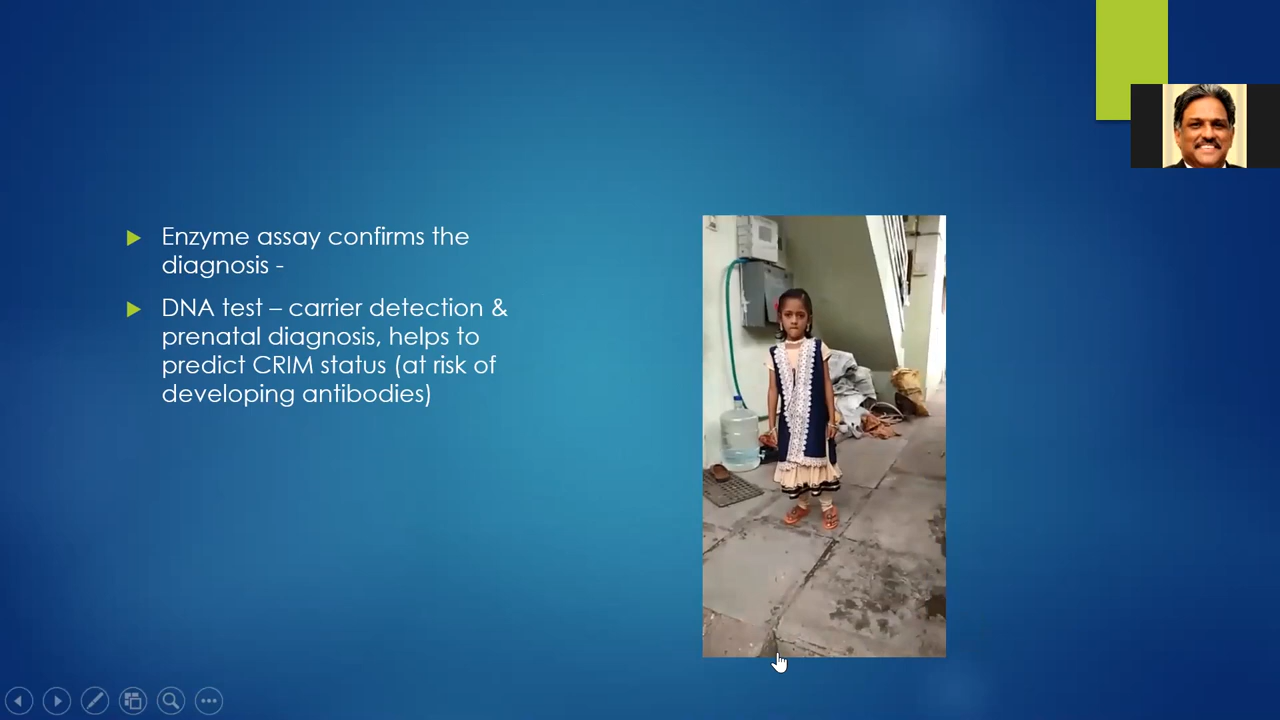 Enzyme assay confirms the
diagnosis -
DNA test – carrier detection &
prenatal diagnosis, helps to
predict CRIM status (at risk of
developing antibodies)